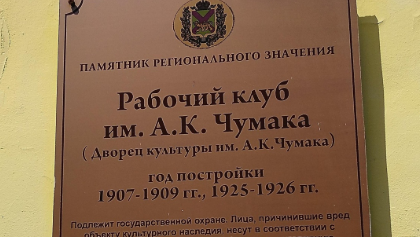 ПАМЯТНИК РЕГИОНАЛЬНОГО ЗНАЧЕНИЯ
Рабочий клуб
им. А.К. Чумака
( Дворец культуры им. А.К.Чумака)
год постройки
1907-1909 гг., 1925-1926 гг.
Подлежит государственной охране. Лица, причинившие вред
объекту культурного наследия, несут в соответствии с